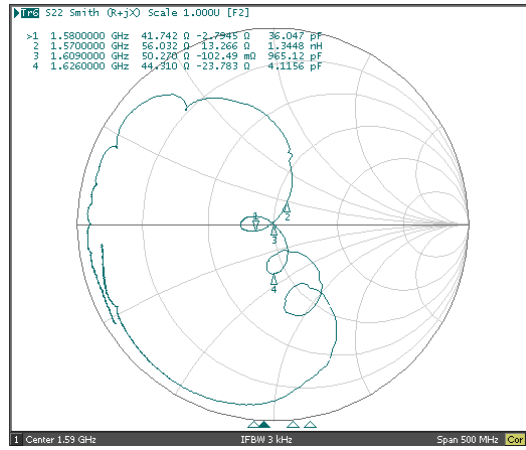 Tr6 S22 Smith (R+jX) Scale 1.000U [F2]
>1 1.5800000 GHz 41.742 Ω -2.7945 Ω 36.047 pF
2 1.5700000 GHz 56.032 Ω 13.266 Ω 1.3448 nH
3 1.6090000 GHz 50.270 Ω -102.49 mΩ 965.12 pF
4 1.6260000 GHz 44.310 Ω -23.783 Ω 4.1156 pF
1
2
3
4
1 Center 1.59 GHz IFBW 3 kHz Span 500 MHz Cor